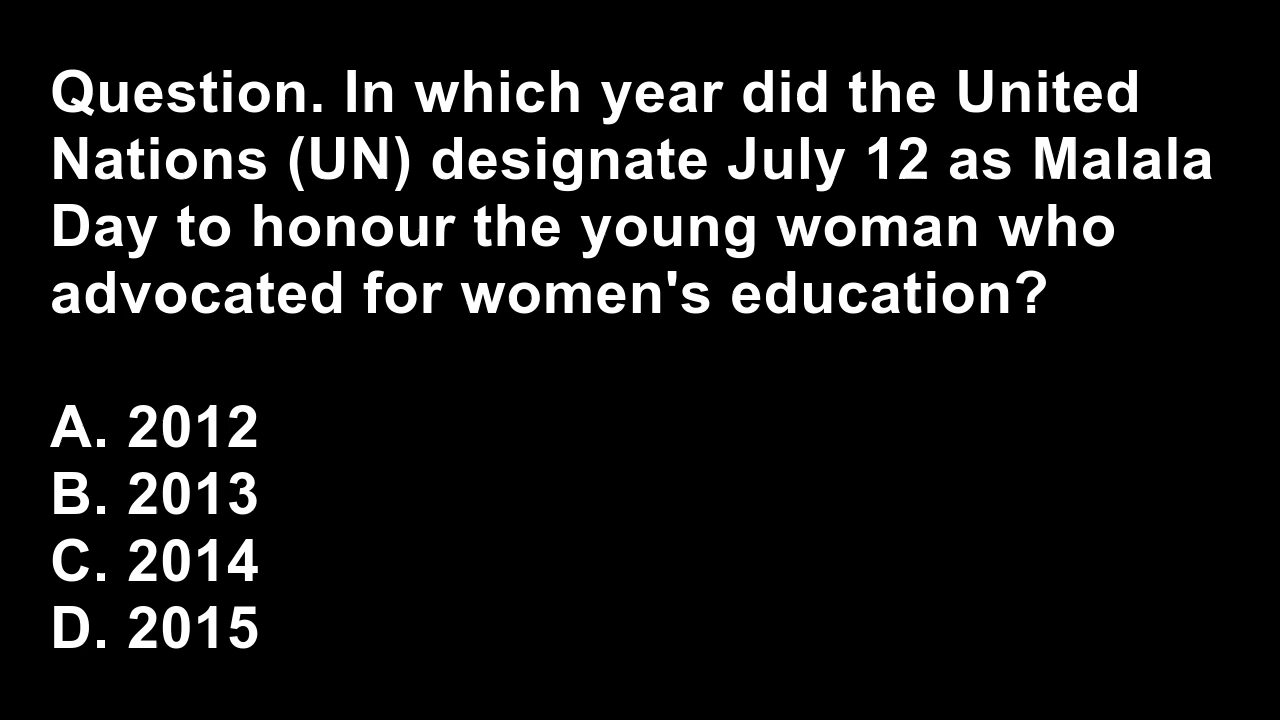 Question. In which year did the United
Nations (UN) designate July 12 as Malala
Day to honour the young woman who
advocated for women's education?
A. 2012
B. 2013
C. 2014
D. 2015